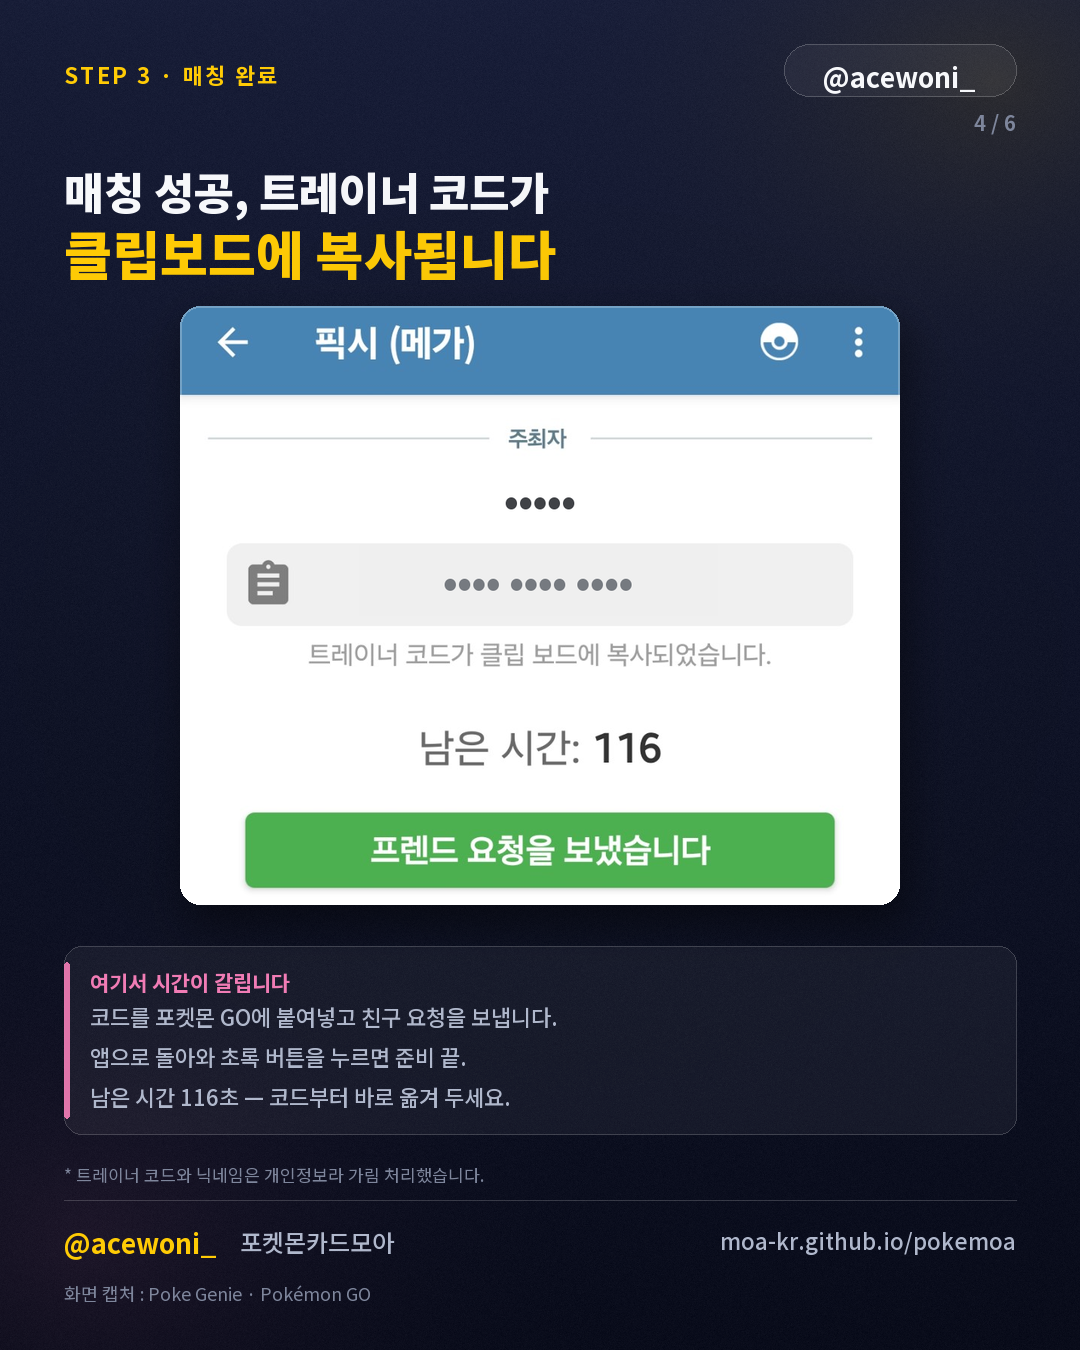 STEP 3 · 매칭 완료
@acewoni_
4 / 6
매칭 성공, 트레이너 코드가
클립보드에 복사됩니다
픽시 (메가)
주최자
●●●●●
●●●● ●●●● ●●●●
트레이너 코드가 클립 보드에 복사되었습니다.
남은 시간: 116
프렌드 요청을 보냈습니다
여기서 시간이 갈립니다
코드를 포켓몬 GO에 붙여넣고 친구 요청을 보냅니다.
앱으로 돌아와 초록 버튼을 누르면 준비 끝.
남은 시간 116초 — 코드부터 바로 옮겨 두세요.
* 트레이너 코드와 닉네임은 개인정보라 가림 처리했습니다.
@acewoni_ 포켓몬카드모아
moa-kr.github.io/pokemoa
화면 캡처 : Poke Genie · Pokémon GO